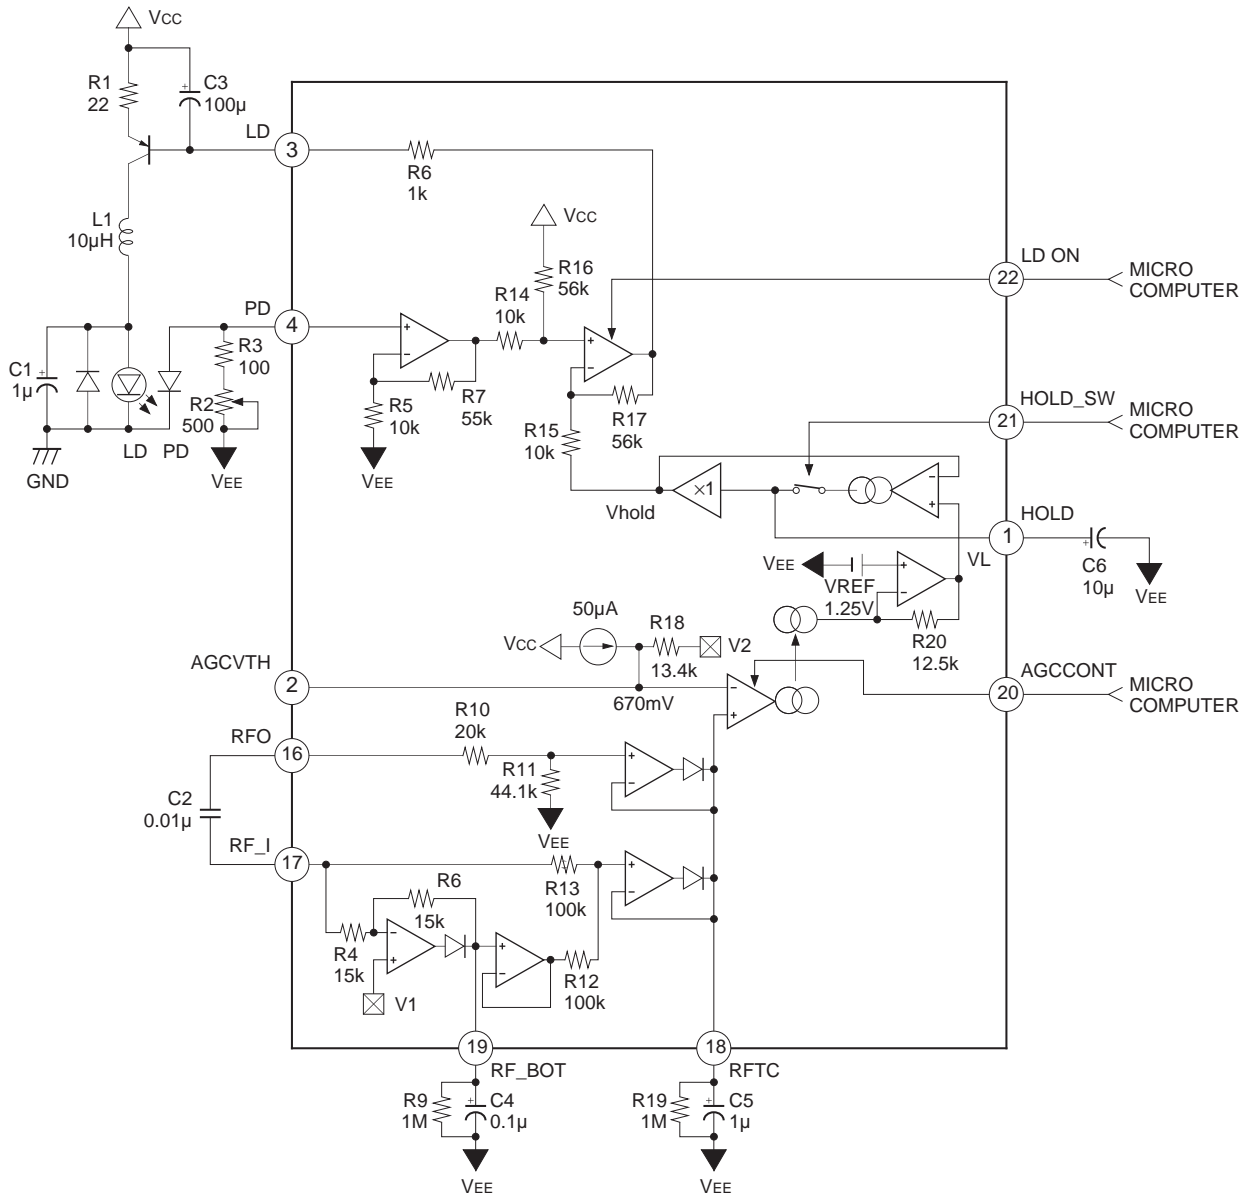 VCC
R1
22
C3
100µ
LD
3
R6
1k
L1
10µH
VCC
R16
56k
LD ON
22
MICRO
COMPUTER
PD
4
R14
10k
R3
100
C1
1µ
R2
500
R7
55k
R5
10k
R17
56k
R15
10k
HOLD_SW
21
MICRO
COMPUTER
LD PD
GND
VEE
VEE
×1
Vhold
HOLD
1
VL
C6
10µ
VEE
VEE
VREF
1.25V
50µA
VCC
R18
13.4k
V2
R20
12.5k
AGCVTH
2
670mV
AGCCONT
20
MICRO
COMPUTER
RFO
16
R10
20k
R11
44.1k
VEE
C2
0.01µ
RF_I
17
R13
100k
R6
15k
R4
15k
V1
R12
100k
19
RF_BOT
18
RFTC
R9
1M
C4
0.1µ
R19
1M
C5
1µ
VEE
VEE